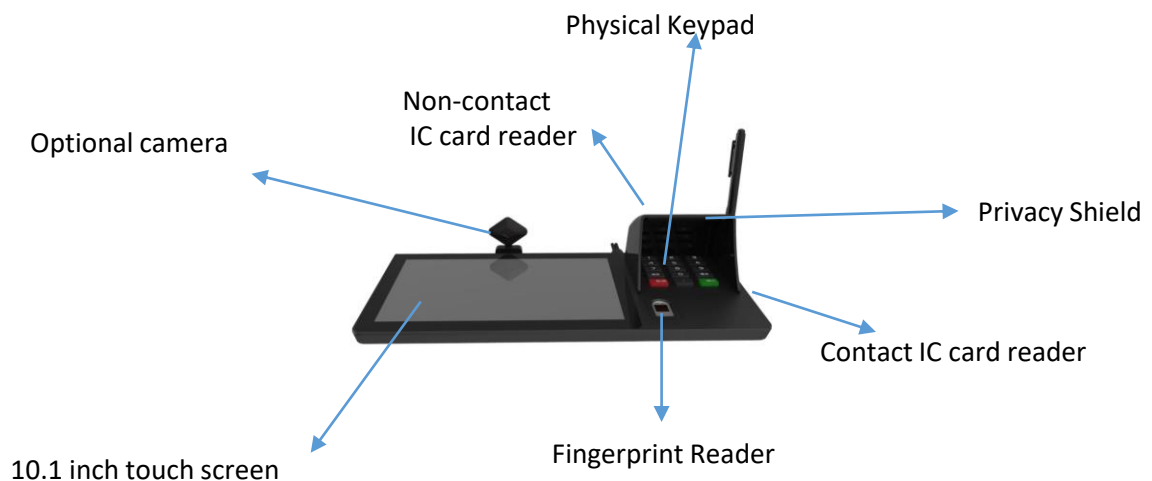 Physical Keypad
Non-contact
IC card reader
Optional camera
Privacy Shield
Contact IC card reader
Fingerprint Reader
10.1 inch touch screen